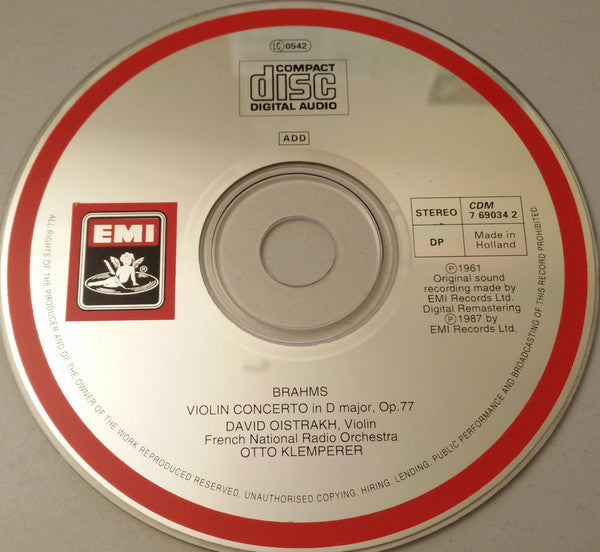 LC 0542
COMPACT
disc
DIGITAL AUDIO
ADD
EMI
STEREO
CDM
7 69034 2
DP
Made in
Holland
Ⓟ1961
Original sound
recording made by
EMI Records Ltd.
Digital Remastering
Ⓟ1987 by
EMI Records Ltd.
BRAHMS
VIOLIN CONCERTO in D major, Op.77
DAVID OISTRAKH, Violin
French National Radio Orchestra
OTTO KLEMPERER
ALL RIGHTS OF THE PRODUCER AND OF THE OWNER OF THE WORK REPRODUCED RESERVED. UNAUTHORISED COPYING, HIRING, LENDING, PUBLIC PERFORMANCE AND BROADCASTING OF THIS RECORD PROHIBITED.